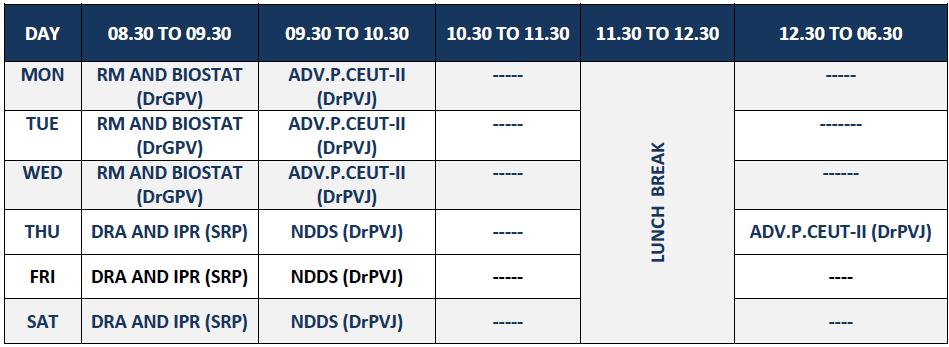 DAY 08.30 TO 09.30 09.30 TO 10.30 10.30 TO 11.30 11.30 TO 12.30 12.30 TO 06.30
MON RM AND BIOSTAT ADV.P.CEUT-II ----- -----
(DrGPV) (DrPVJ)
TUE RM AND BIOSTAT ADV.P.CEUT-II ----- -------
(DrGPV) (DrPVJ)
WED RM AND BIOSTAT ADV.P.CEUT-II ----- ------
(DrGPV) (DrPVJ)
LUNCH BREAK
THU DRA AND IPR (SRP) NDDS (DrPVJ) ----- ADV.P.CEUT-II (DrPVJ)
FRI DRA AND IPR (SRP) NDDS (DrPVJ) ----- ----
SAT DRA AND IPR (SRP) NDDS (DrPVJ) ----- ----